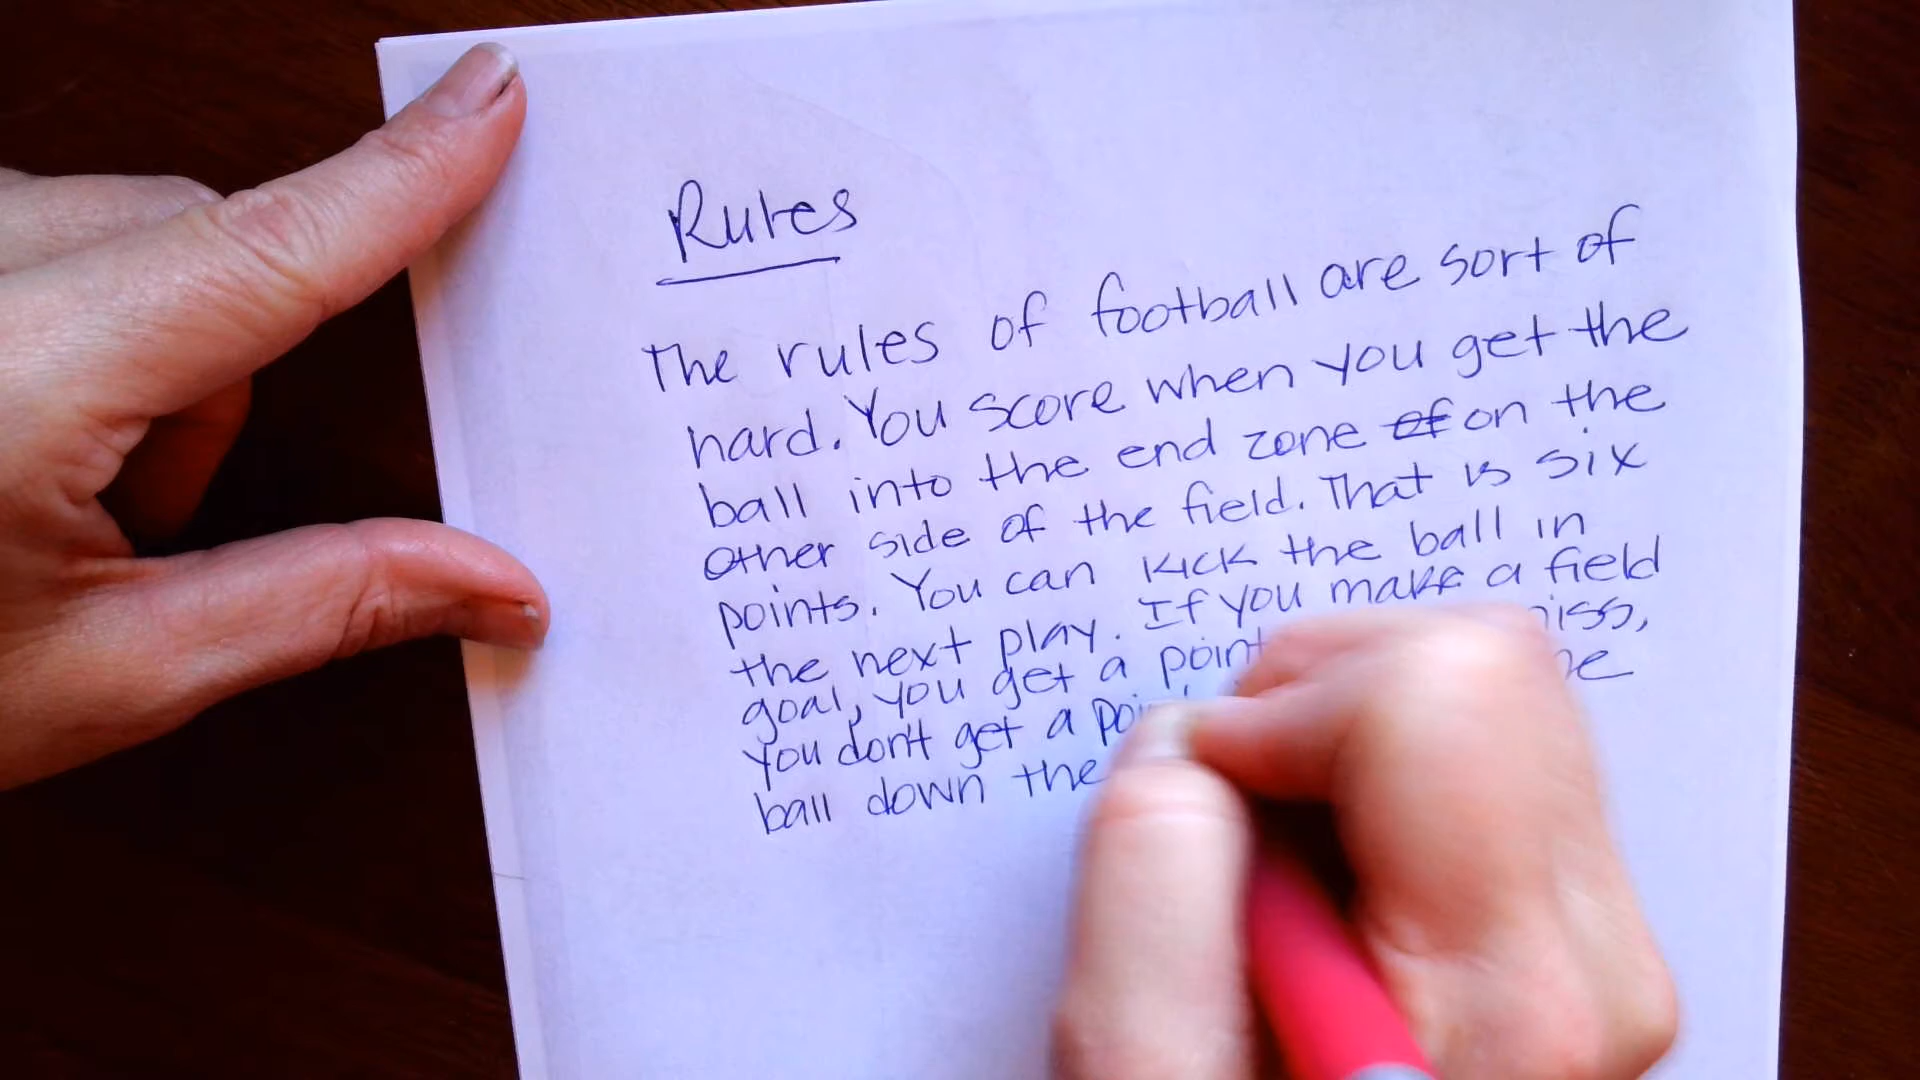 Rules
The rules of football are sort of
hard. You score when you get the
ball into the end zone of on the
other side of the field. That is six
points. You can kick the ball in
the next play. If you make a field
goal, you get a point
you don't get a
ball down the